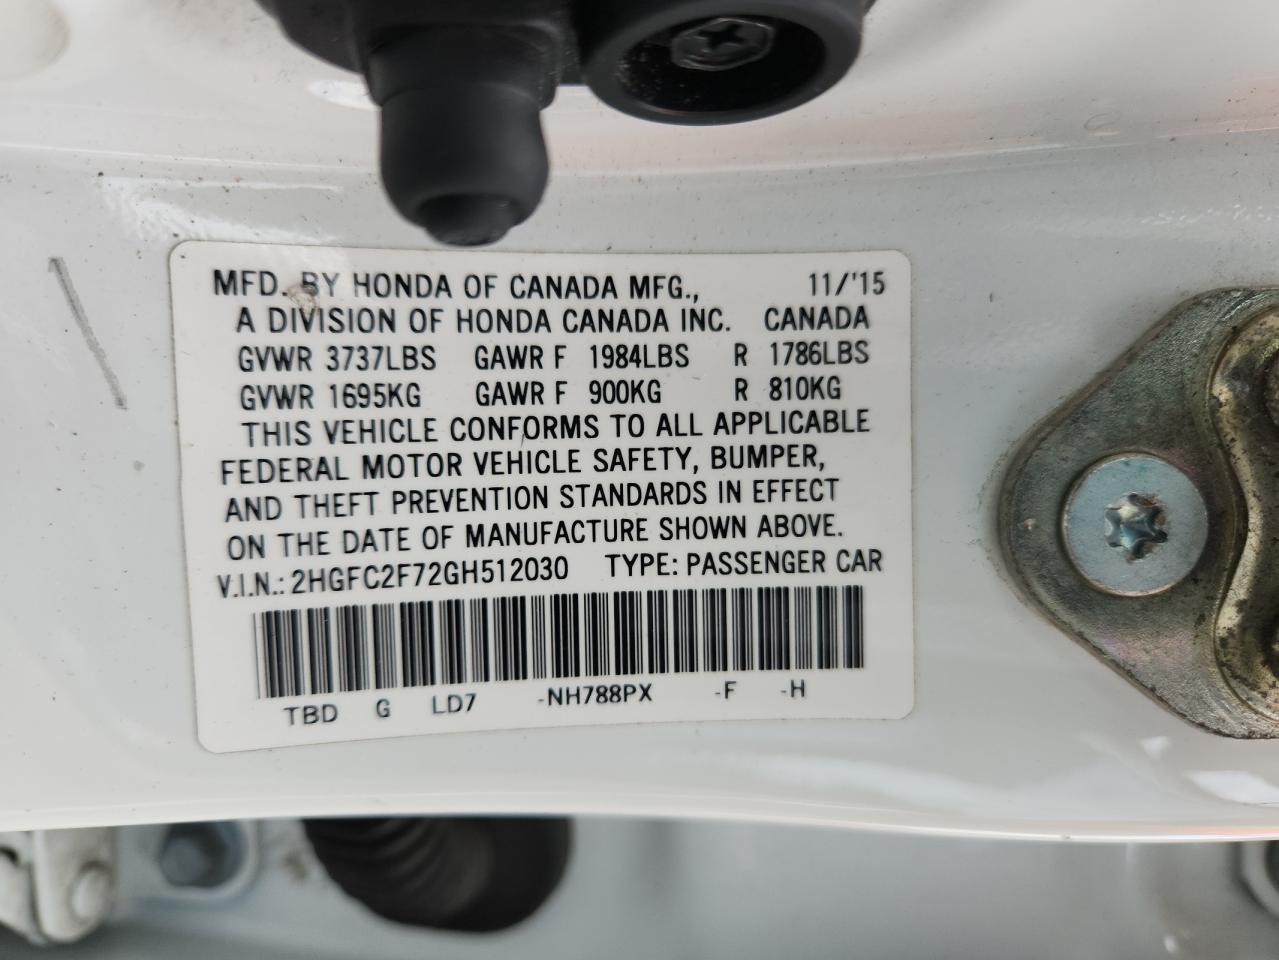 MFD. BY HONDA OF CANADA MFG., 11/'15
A DIVISION OF HONDA CANADA INC. CANADA
GVWR 3737LBS GAWR F 1984LBS R 1786LBS
GVWR 1695KG GAWR F 900KG R 810KG
THIS VEHICLE CONFORMS TO ALL APPLICABLE
FEDERAL MOTOR VEHICLE SAFETY, BUMPER,
AND THEFT PREVENTION STANDARDS IN EFFECT
ON THE DATE OF MANUFACTURE SHOWN ABOVE.
V.I.N.: 2HGFC2F72GH512030 TYPE: PASSENGER CAR
TBD G LD7 -NH788PX -F -H